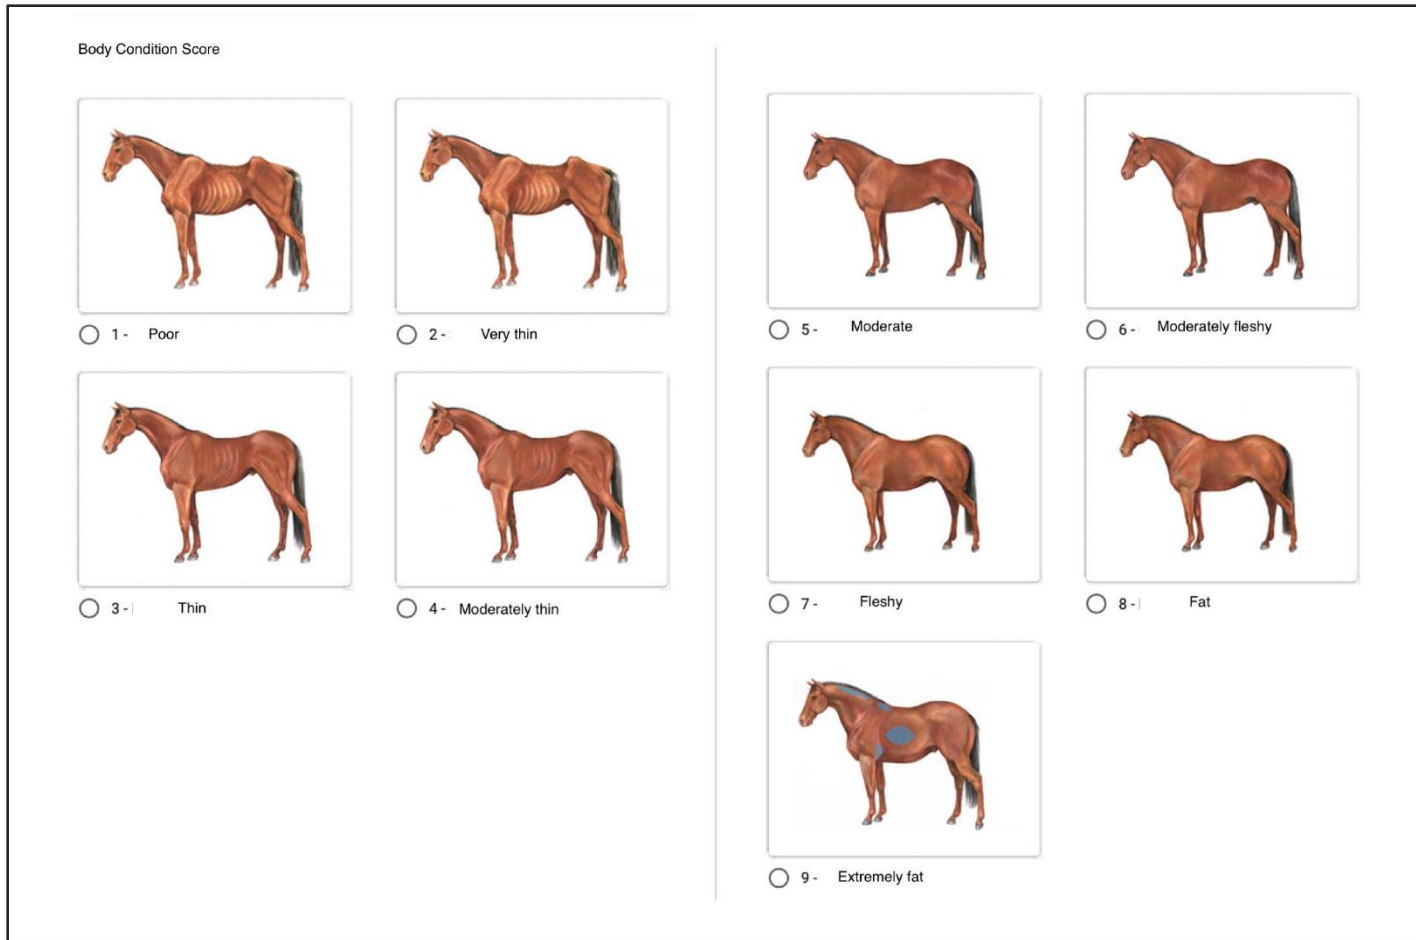 Body Condition Score
1 - Poor
2 - Very thin
3 - Thin
4 - Moderately thin
5 - Moderate
6 - Moderately fleshy
7 - Fleshy
8 - Fat
9 - Extremely fat